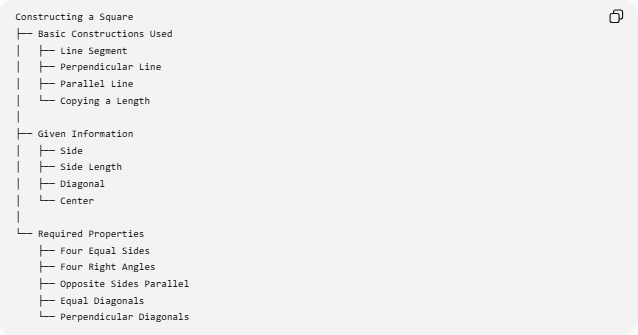 Constructing a Square
├── Basic Constructions Used
│   ├── Line Segment
│   ├── Perpendicular Line
│   ├── Parallel Line
│   └── Copying a Length
│
├── Given Information
│   ├── Side
│   ├── Side Length
│   ├── Diagonal
│   └── Center
│
└── Required Properties
    ├── Four Equal Sides
    ├── Four Right Angles
    ├── Opposite Sides Parallel
    ├── Equal Diagonals
    └── Perpendicular Diagonals